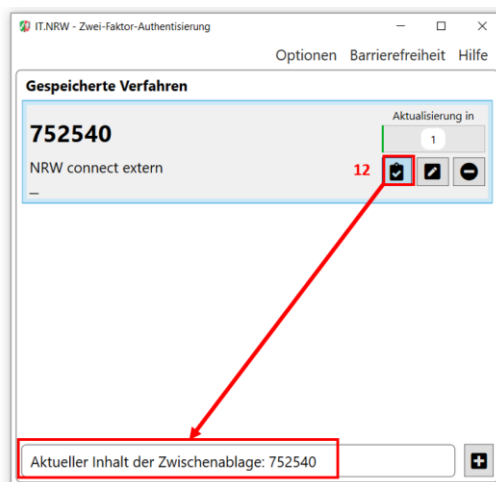 IT.NRW - Zwei-Faktor-Authentisierung
Optionen Barrierefreiheit Hilfe
Gespeicherte Verfahren
Aktualisierung in
752540
1
NRW connect extern
12
_
Aktueller Inhalt der Zwischenablage: 752540